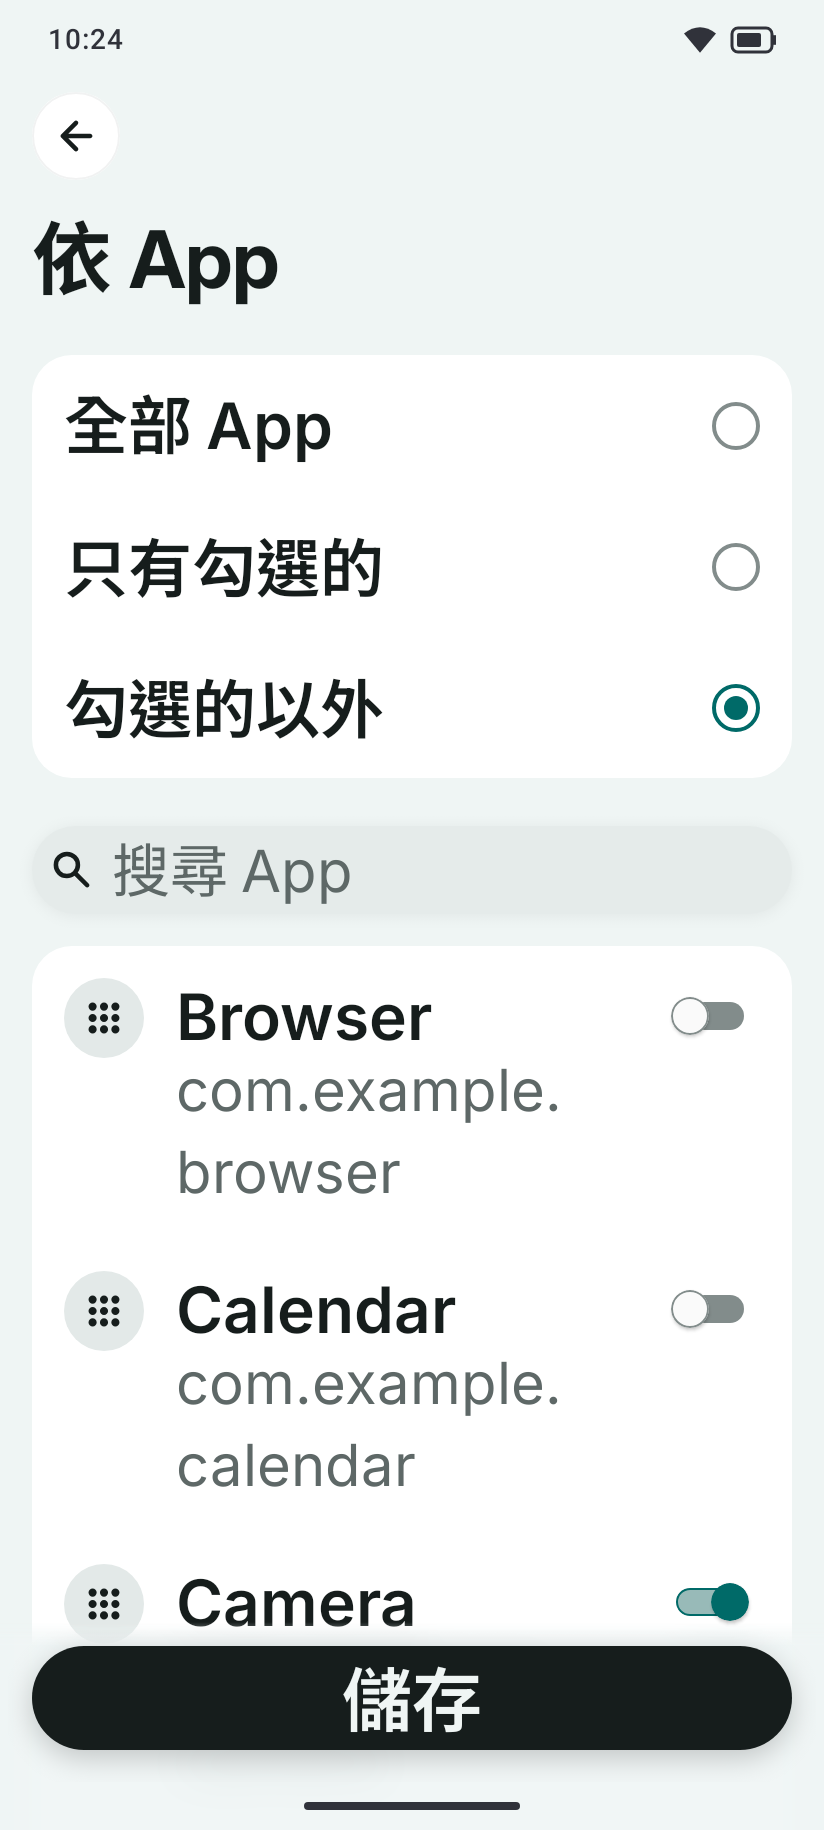 10:24
依 App
全部 App
只有勾選的
勾選的以外
搜尋 App
Browser
com.example.
browser
Calendar
com.example.
calendar
Camera
儲存